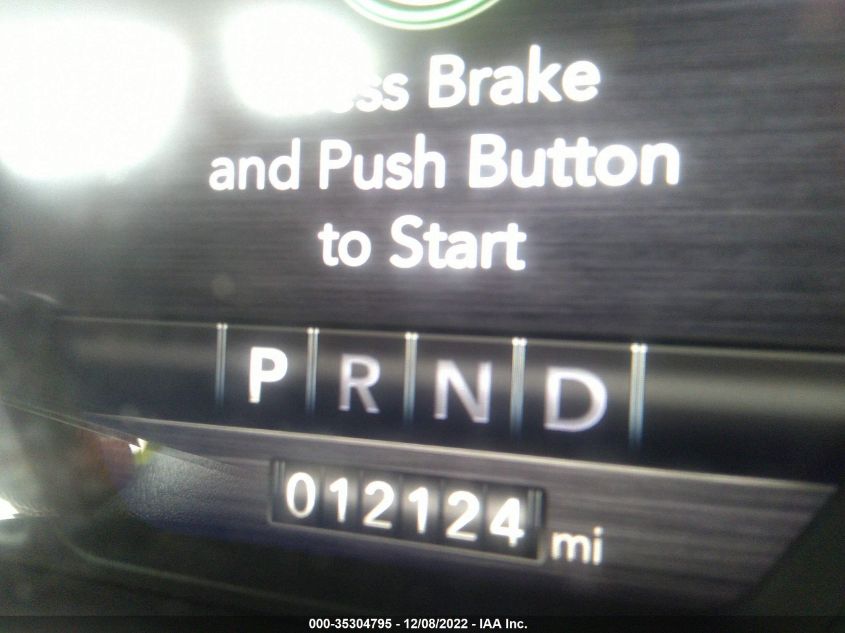 Brake
and Push Button
to Start
P R N D
012124 mi
000-35304795 - 12/08/2022 - IAA Inc.